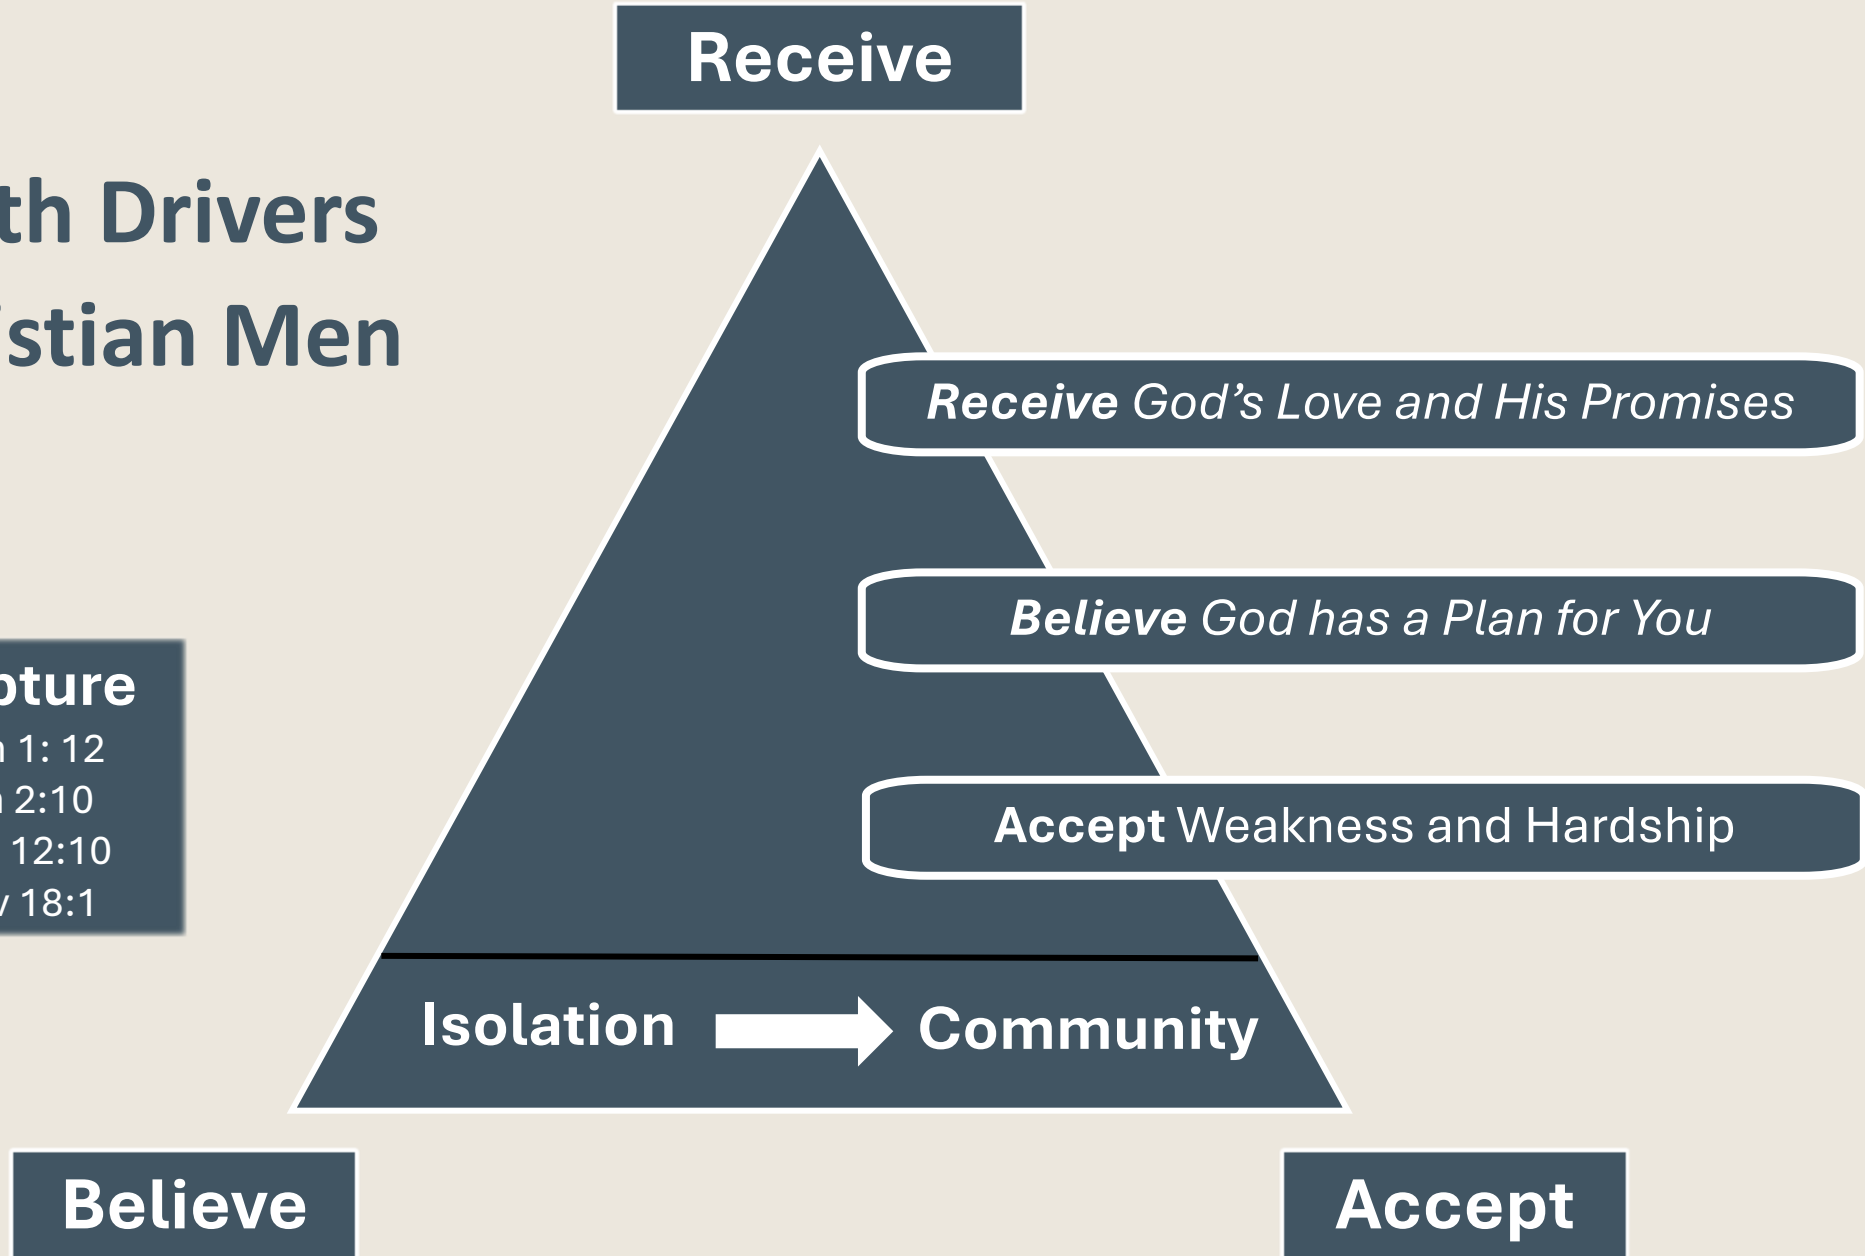 Receive
th Drivers
stian Men
Receive God’s Love and His Promises
Believe God has a Plan for You
pture
1: 12
2:10
12:10
18:1
Accept Weakness and Hardship
Isolation
Community
Believe
Accept